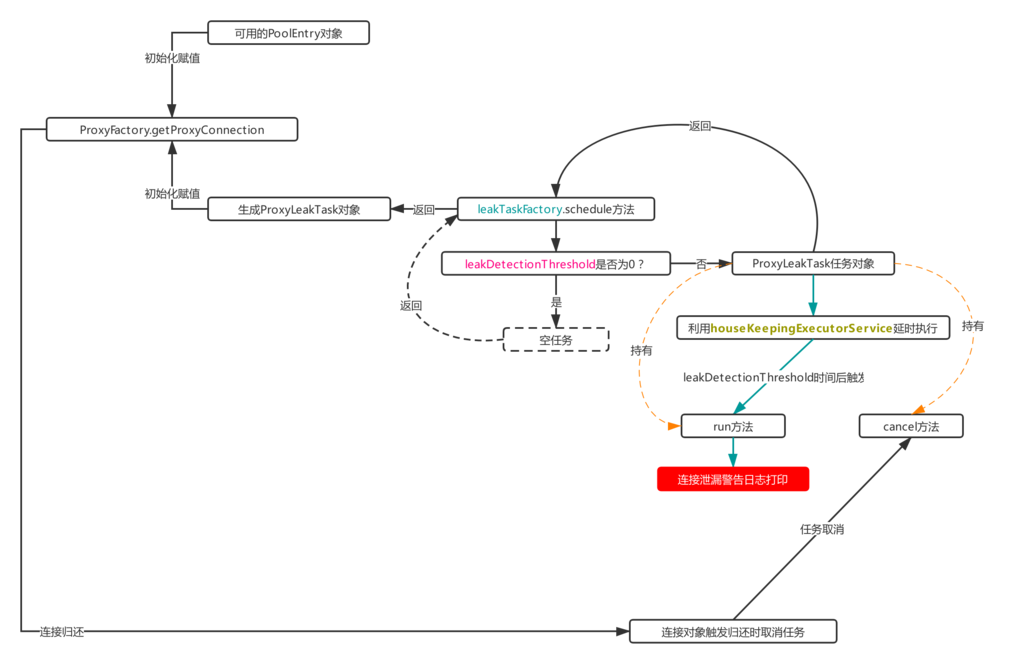 可用的PoolEntry对象
初始化赋值
ProxyFactory.getProxyConnection
返回
初始化赋值
生成ProxyLeakTask对象
返回
leakTaskFactory.schedule方法
leakDetectionThreshold是否为0？
否
ProxyLeakTask任务对象
是
返回
空任务
利用houseKeepingExecutorService延时执行
持有
持有
leakDetectionThreshold时间后触发
run方法
cancel方法
连接泄漏警告日志打印
任务取消
连接归还
连接对象触发归还时取消任务